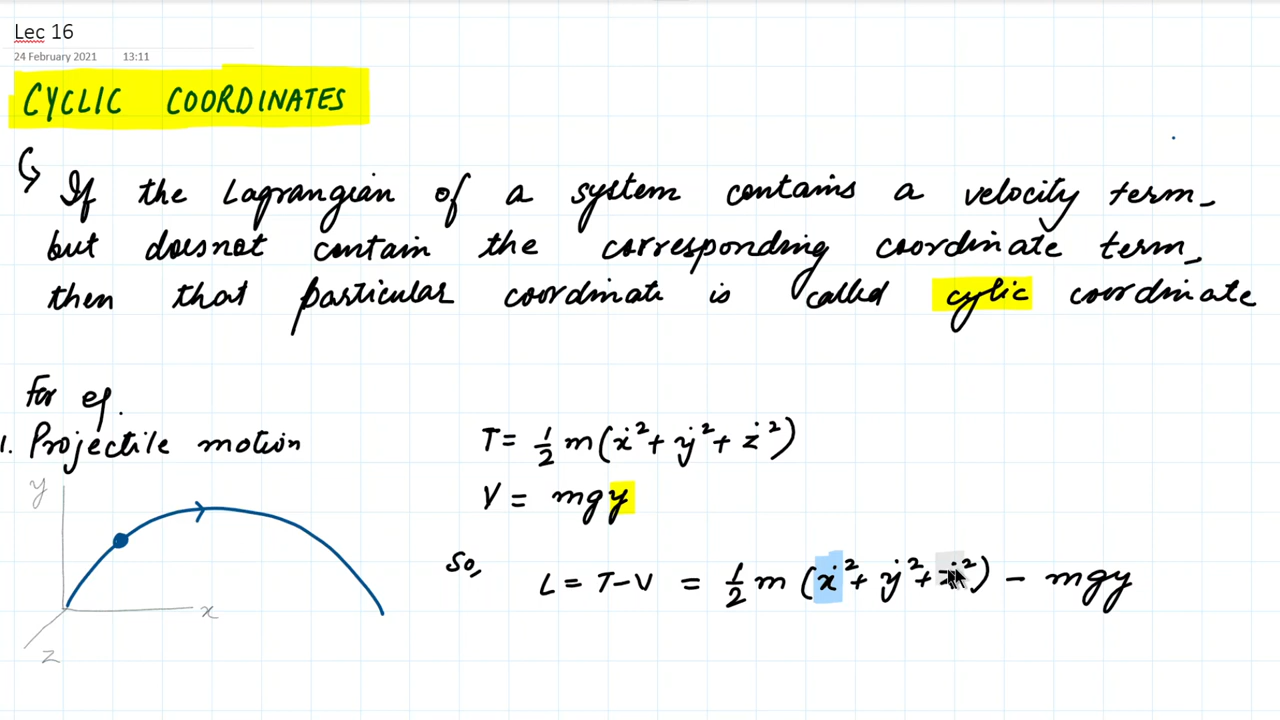 Lec 16
24 February 2021 13:11
CYCLIC COORDINATES
If the Lagrangian of a system contains a velocity term,
but doesnot contain the corresponding coordinate term,
then that particular coordinate is called cylic coordinate
For eg.
1. Projectile motion
T = 1/2 m(ẋ² + ẏ² + ż²)
V = mgy
So,
L = T-V = 1/2 m (ẋ² + ẏ² + ż²) - mgy
y
x
z